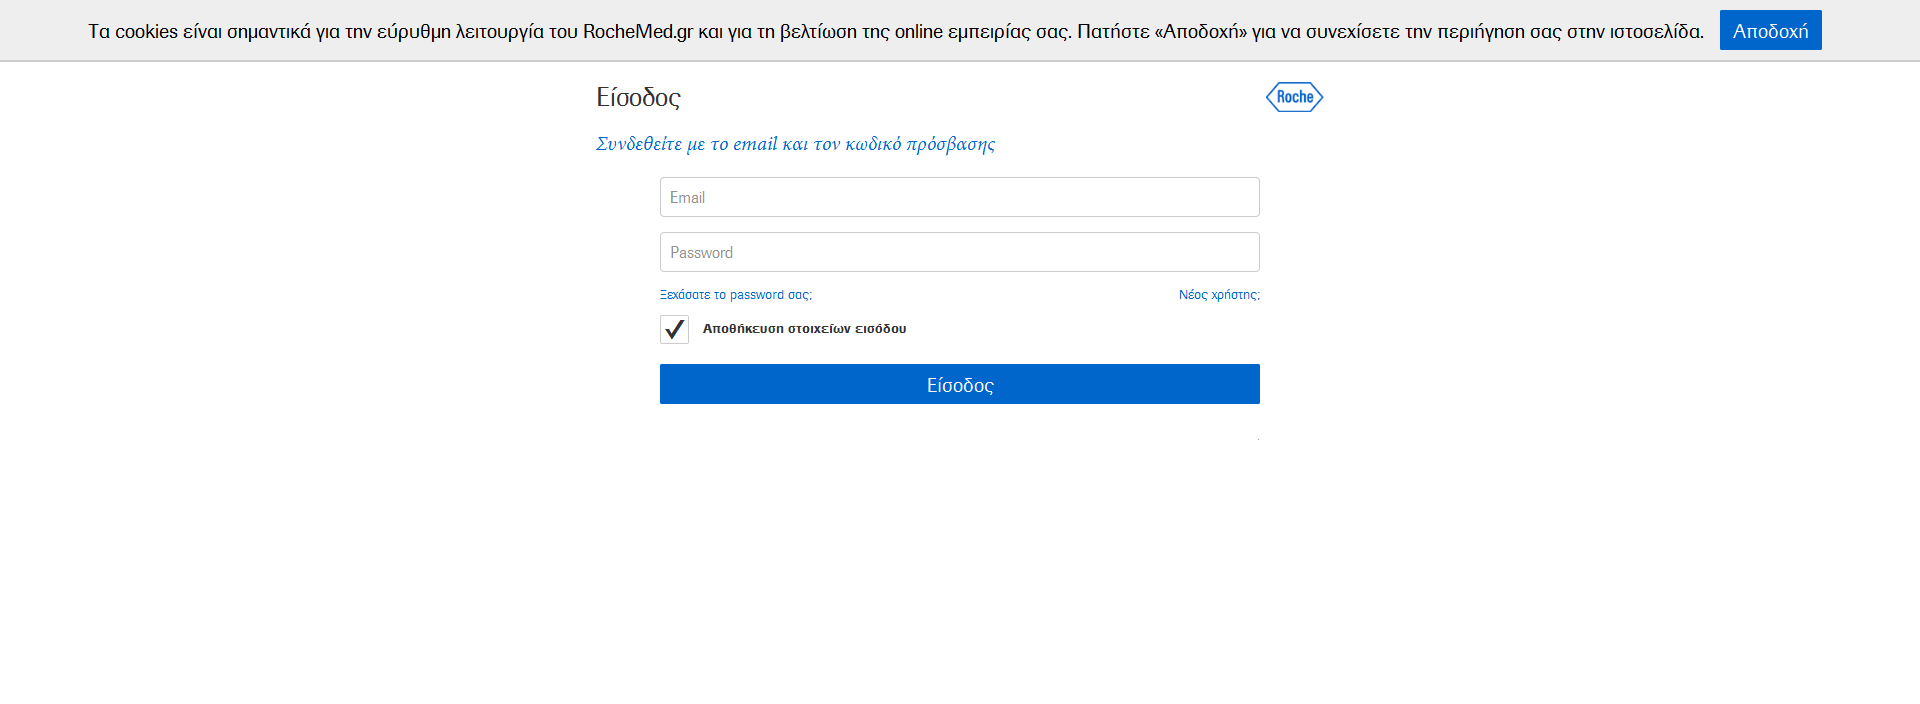 Τα cookies είναι σημαντικά για την εύρυθμη λειτουργία του RocheMed.gr και για τη βελτίωση της online εμπειρίας σας. Πατήστε «Αποδοχή» για να συνεχίσετε την περιήγηση σας στην ιστοσελίδα. Αποδοχή
Είσοδος Roche
Συνδεθείτε με το email και τον κωδικό πρόσβασης
Email
Password
Ξεχάσατε το password σας; Νέος χρήστης;
Αποθήκευση στοιχείων εισόδου
Είσοδος